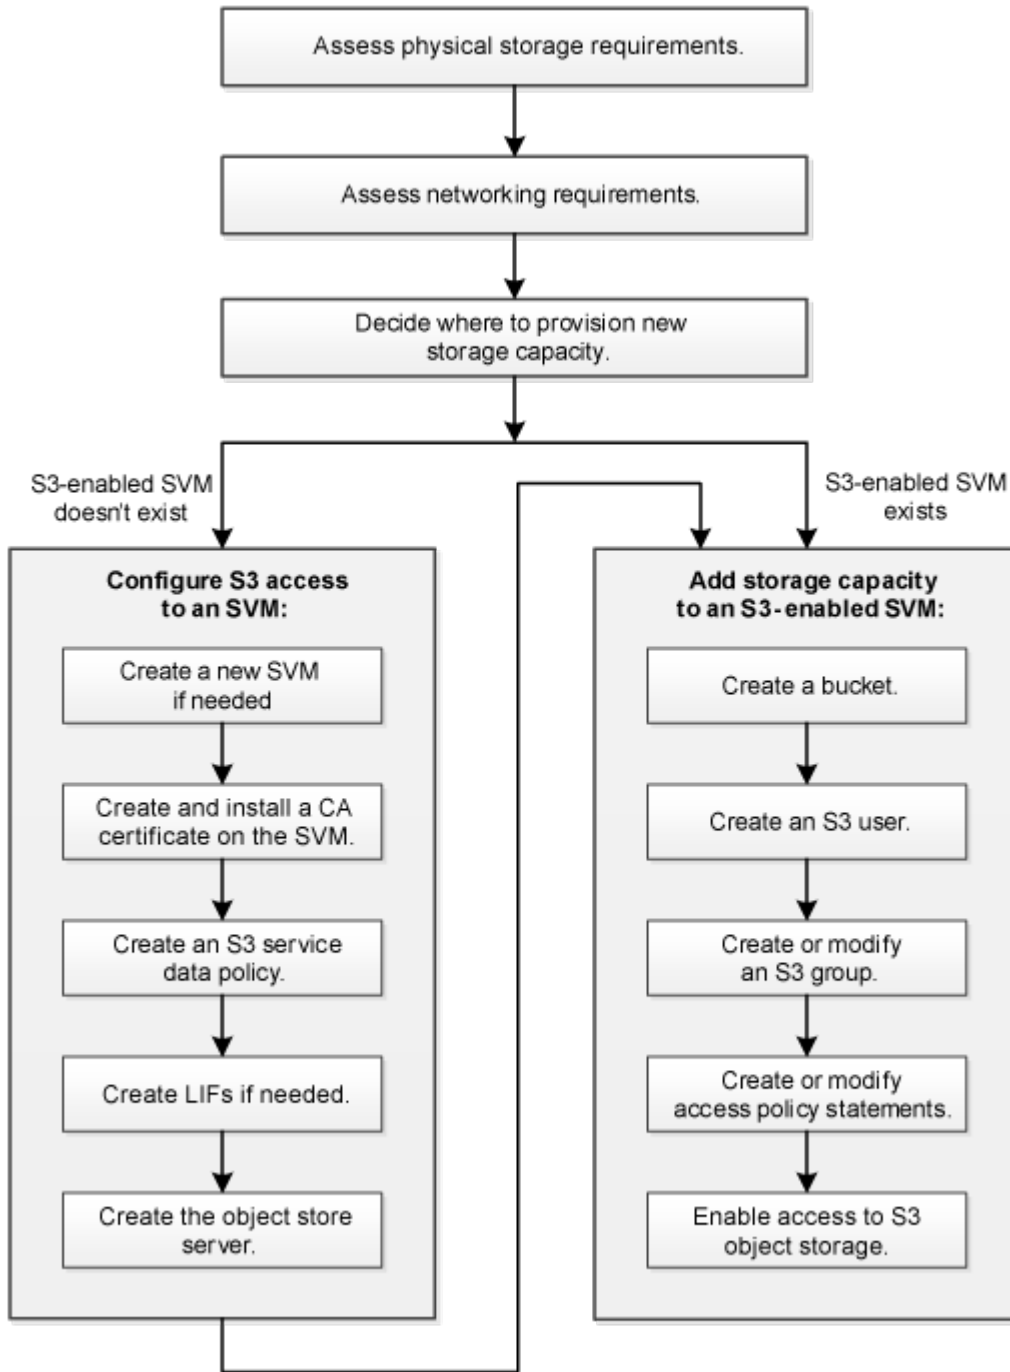 Assess physical storage requirements.
Assess networking requirements.
Decide where to provision new
storage capacity.
S3-enabled SVM
doesn't exist
S3-enabled SVM
exists
Configure S3 access
to an SVM:
Create a new SVM
if needed
Create and install a CA
certificate on the SVM.
Create an S3 service
data policy.
Create LIFs if needed.
Create the object store
server.
Add storage capacity
to an S3-enabled SVM:
Create a bucket.
Create an S3 user.
Create or modify
an S3 group.
Create or modify
access policy statements.
Enable access to S3
object storage.